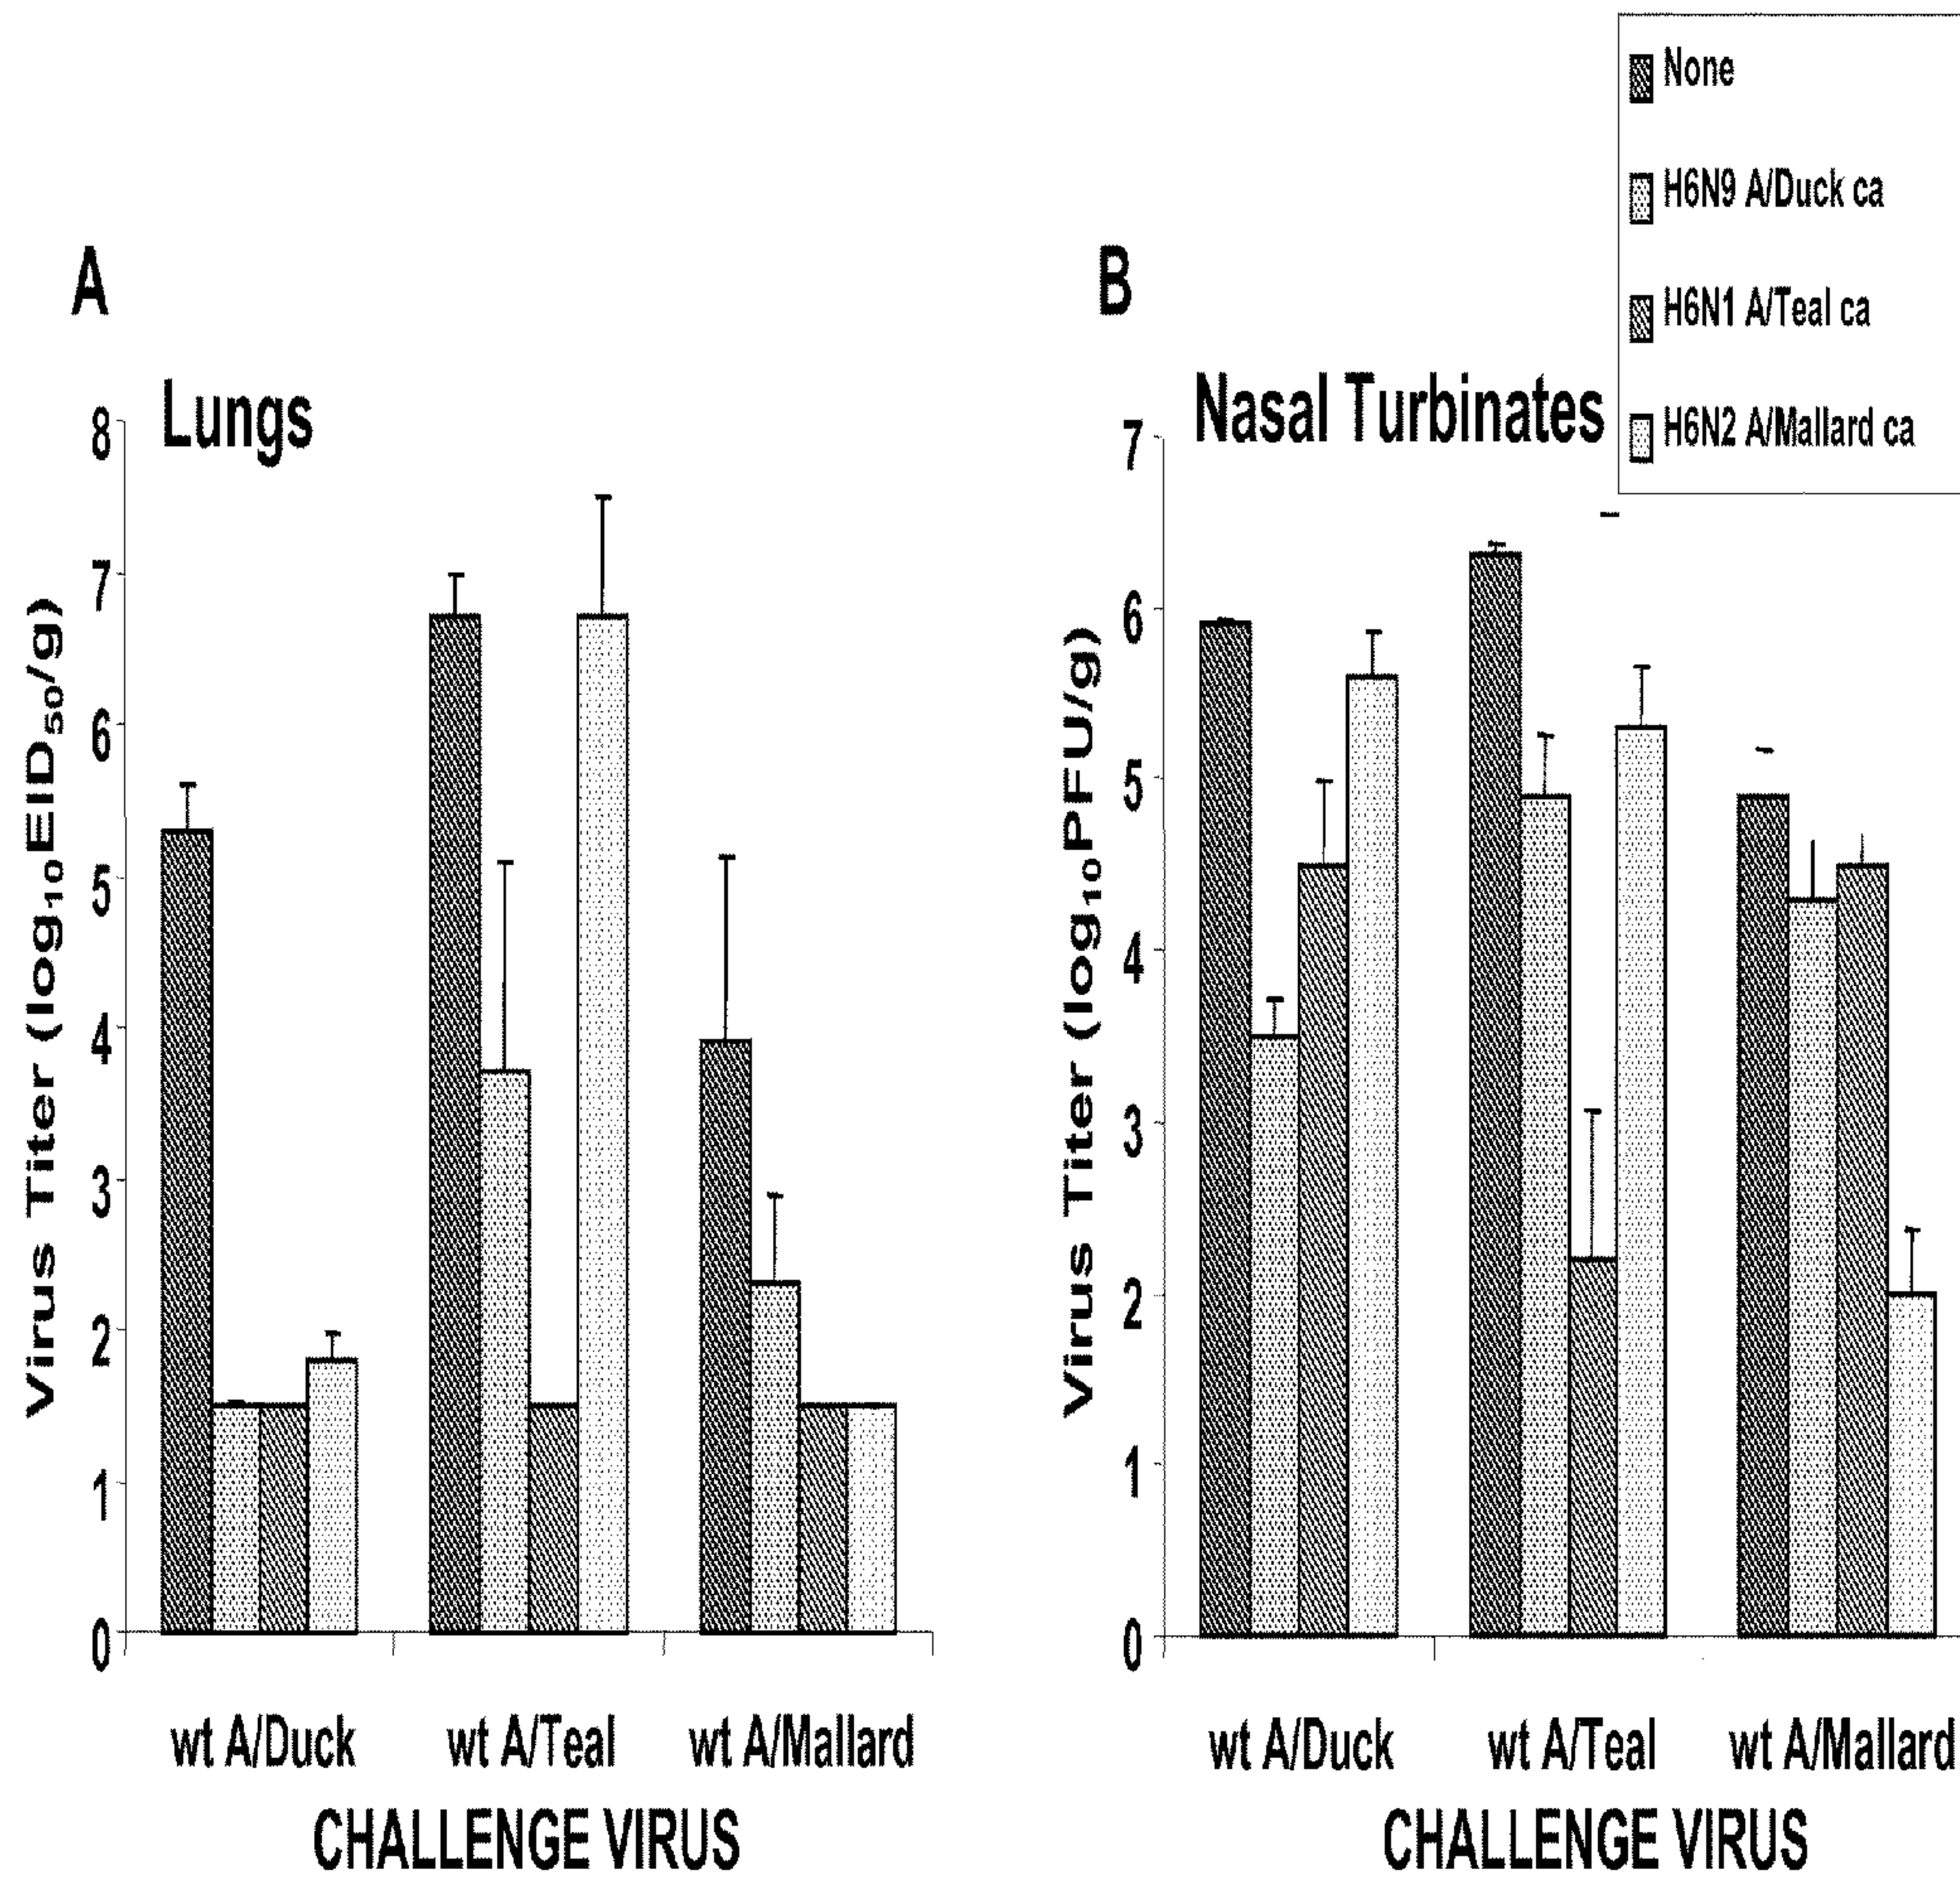 None
H6N9 A/Duck ca
H6N1 A/Teal ca
H6N2 A/Mallard ca
A
Lungs
8
7
6
5
4
3
2
1
0
Virus Titer (log₁₀EID₅₀/g)
wt A/Duck wt A/Teal wt A/Mallard
CHALLENGE VIRUS
B
Nasal Turbinates
7
6
5
4
3
2
1
0
Virus Titer (log₁₀PFU/g)
wt A/Duck wt A/Teal wt A/Mallard
CHALLENGE VIRUS